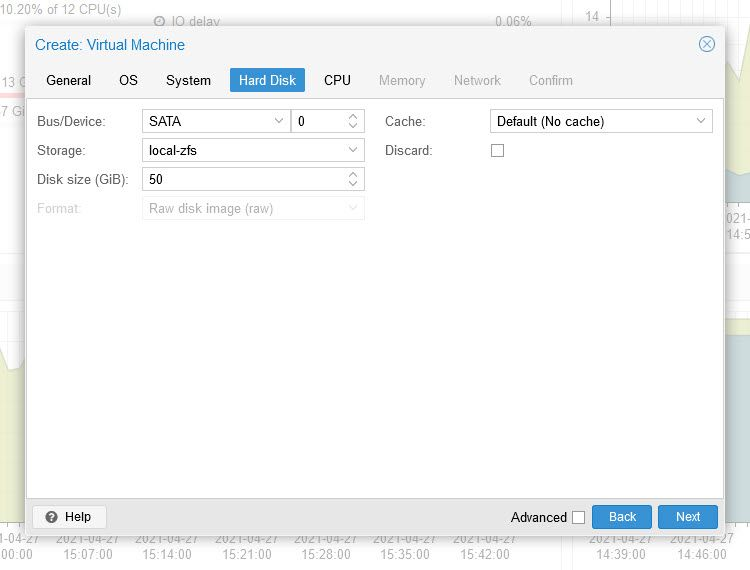 10.20% of 12 CPU(s)
IO delay
0.06%
14
Create: Virtual Machine
General OS System Hard Disk CPU Memory Network Confirm
Bus/Device: SATA 0 Cache: Default (No cache)
Storage: local-zfs Discard:
Disk size (GiB): 50
Format: Raw disk image (raw)
Help Advanced Back Next
2021-04-27 2021-04-27 2021-04-27 2021-04-27 2021-04-27 2021-04-27 2021-04-27 2021-04-27
15:07:00 15:14:00 15:21:00 15:28:00 15:35:00 15:42:00 14:39:00 14:46:00